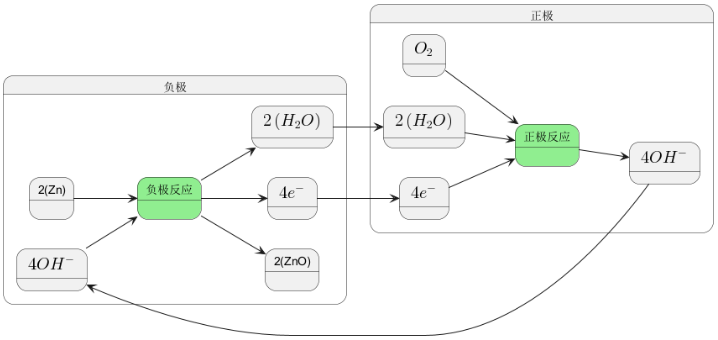 正极
O₂
负极
2 (H₂O)
2 (H₂O)
正极反应
4OH⁻
2(Zn)
负极反应
4e⁻
4e⁻
4OH⁻
2(ZnO)